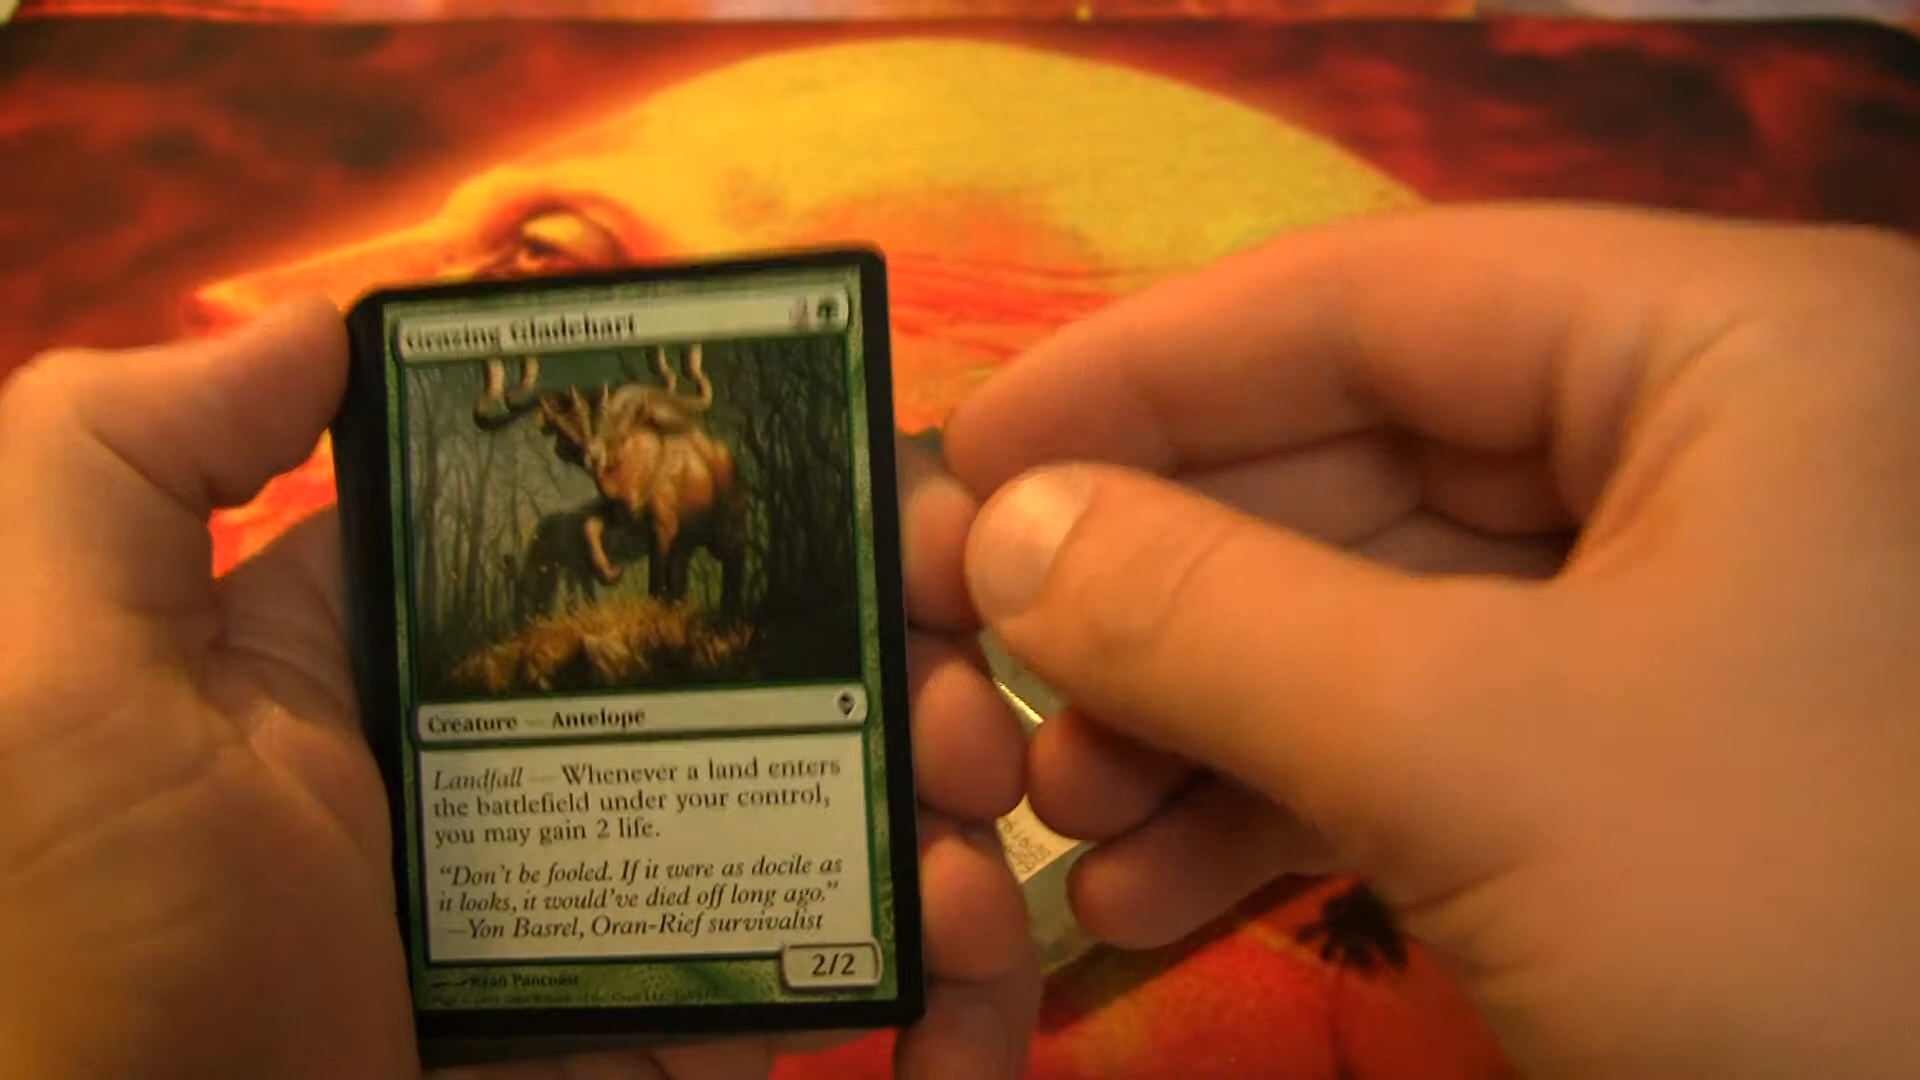 Grazing Gladehart
Creature — Antelope
Landfall — Whenever a land enters
the battlefield under your control,
you may gain 2 life.
“Don’t be fooled. If it were as docile as
it looks, it would’ve died off long ago.”
—Yon Basrel, Oran-Rief survivalist
2/2
Ryan Pancoast